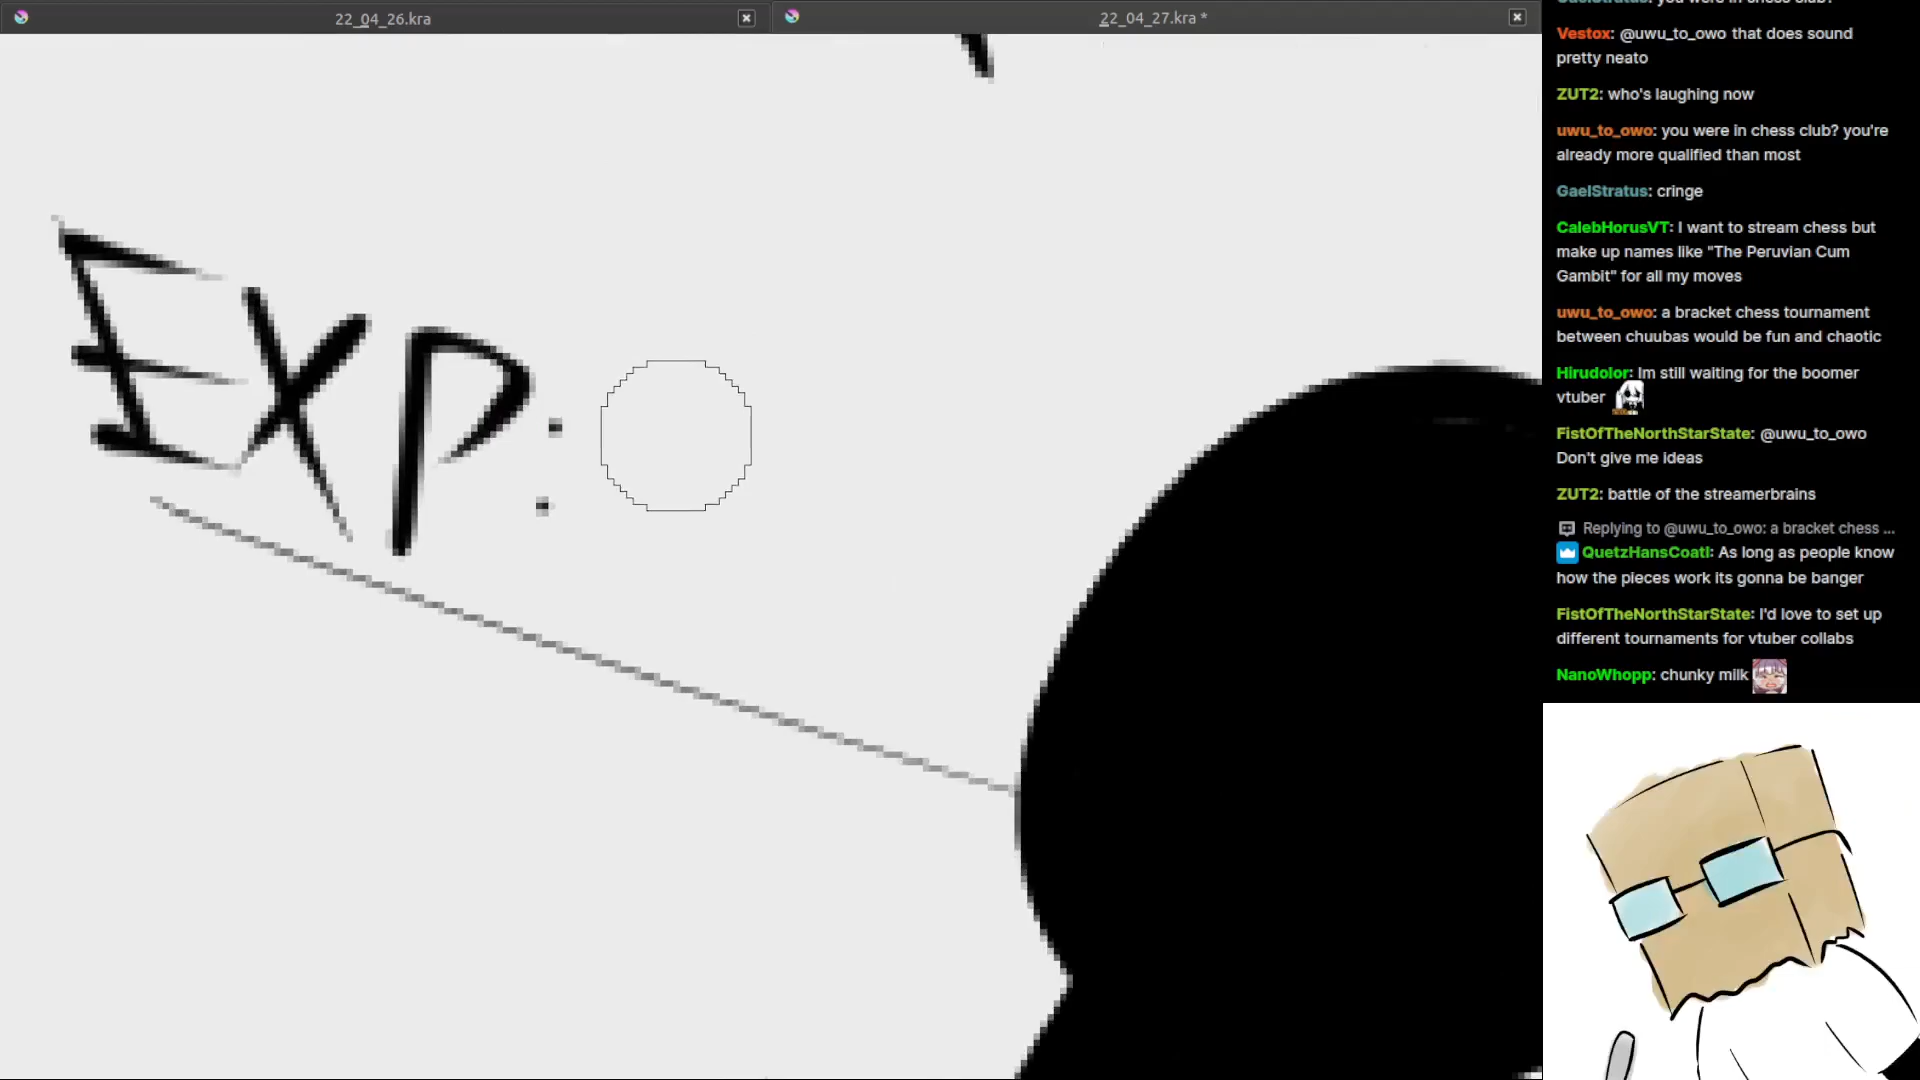 22_04_26.kra
22_04_27.kra *
EXP:
Vestox: @uwu_to_owo that does sound
pretty neato
ZUT2: who's laughing now
uwu_to_owo: you were in chess club? you're
already more qualified than most
GaelStratus: cringe
CalebHorusVT: I want to stream chess but
make up names like "The Peruvian Cum
Gambit" for all my moves
uwu_to_owo: a bracket chess tournament
between chuubas would be fun and chaotic
Hirudolor: Im still waiting for the boomer
vtuber
FistOfTheNorthStarState: @uwu_to_owo
Don't give me ideas
ZUT2: battle of the streamerbrains
Replying to @uwu_to_owo: a bracket chess ...
QuetzHansCoatl: As long as people know
how the pieces work its gonna be banger
FistOfTheNorthStarState: I'd love to set up
different tournaments for vtuber collabs
NanoWhopp: chunky milk